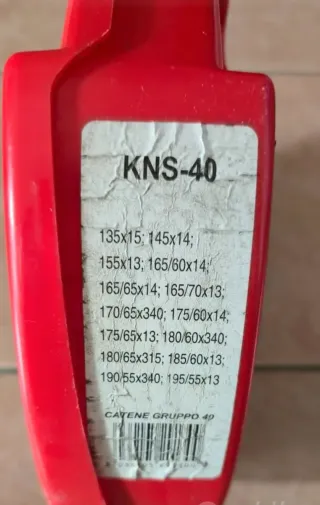 KNS-40
135x15; 145x14;
155x13; 165/60x14;
165/65x14; 165/70x13;
170/65x340; 175/60x14;
175/65x13; 180/60x340;
180/65x315; 185/60x13;
190/55x340; 195/55x13
CATENE GRUPPO 40